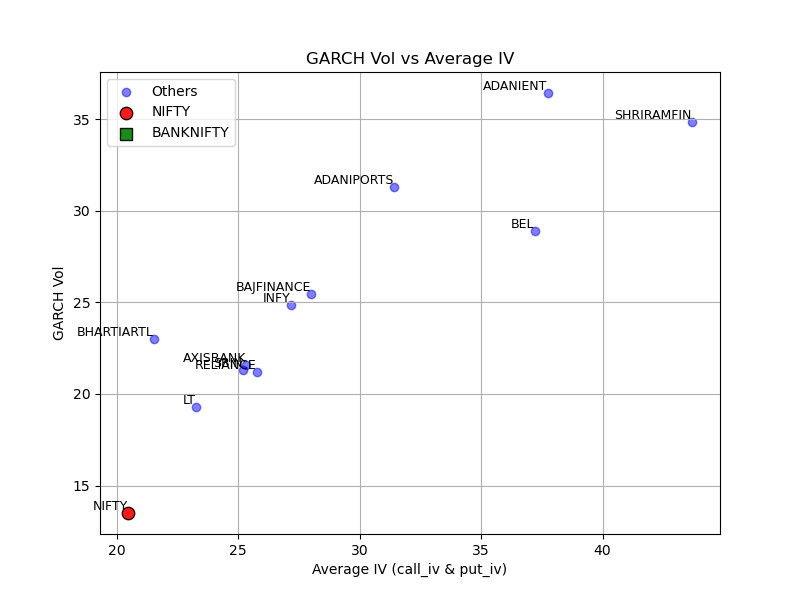 GARCH Vol vs Average IV
Others
NIFTY
BANKNIFTY
ADANIENT
SHRIRAMFIN
ADANIPORTS
BEL
BAJFINANCE
INFY
BHARTIARTL
AXISBANK
RELIANCE
LT
NIFTY
35
30
25
20
15
GARCH Vol
20
25
30
35
40
Average IV (call_iv & put_iv)